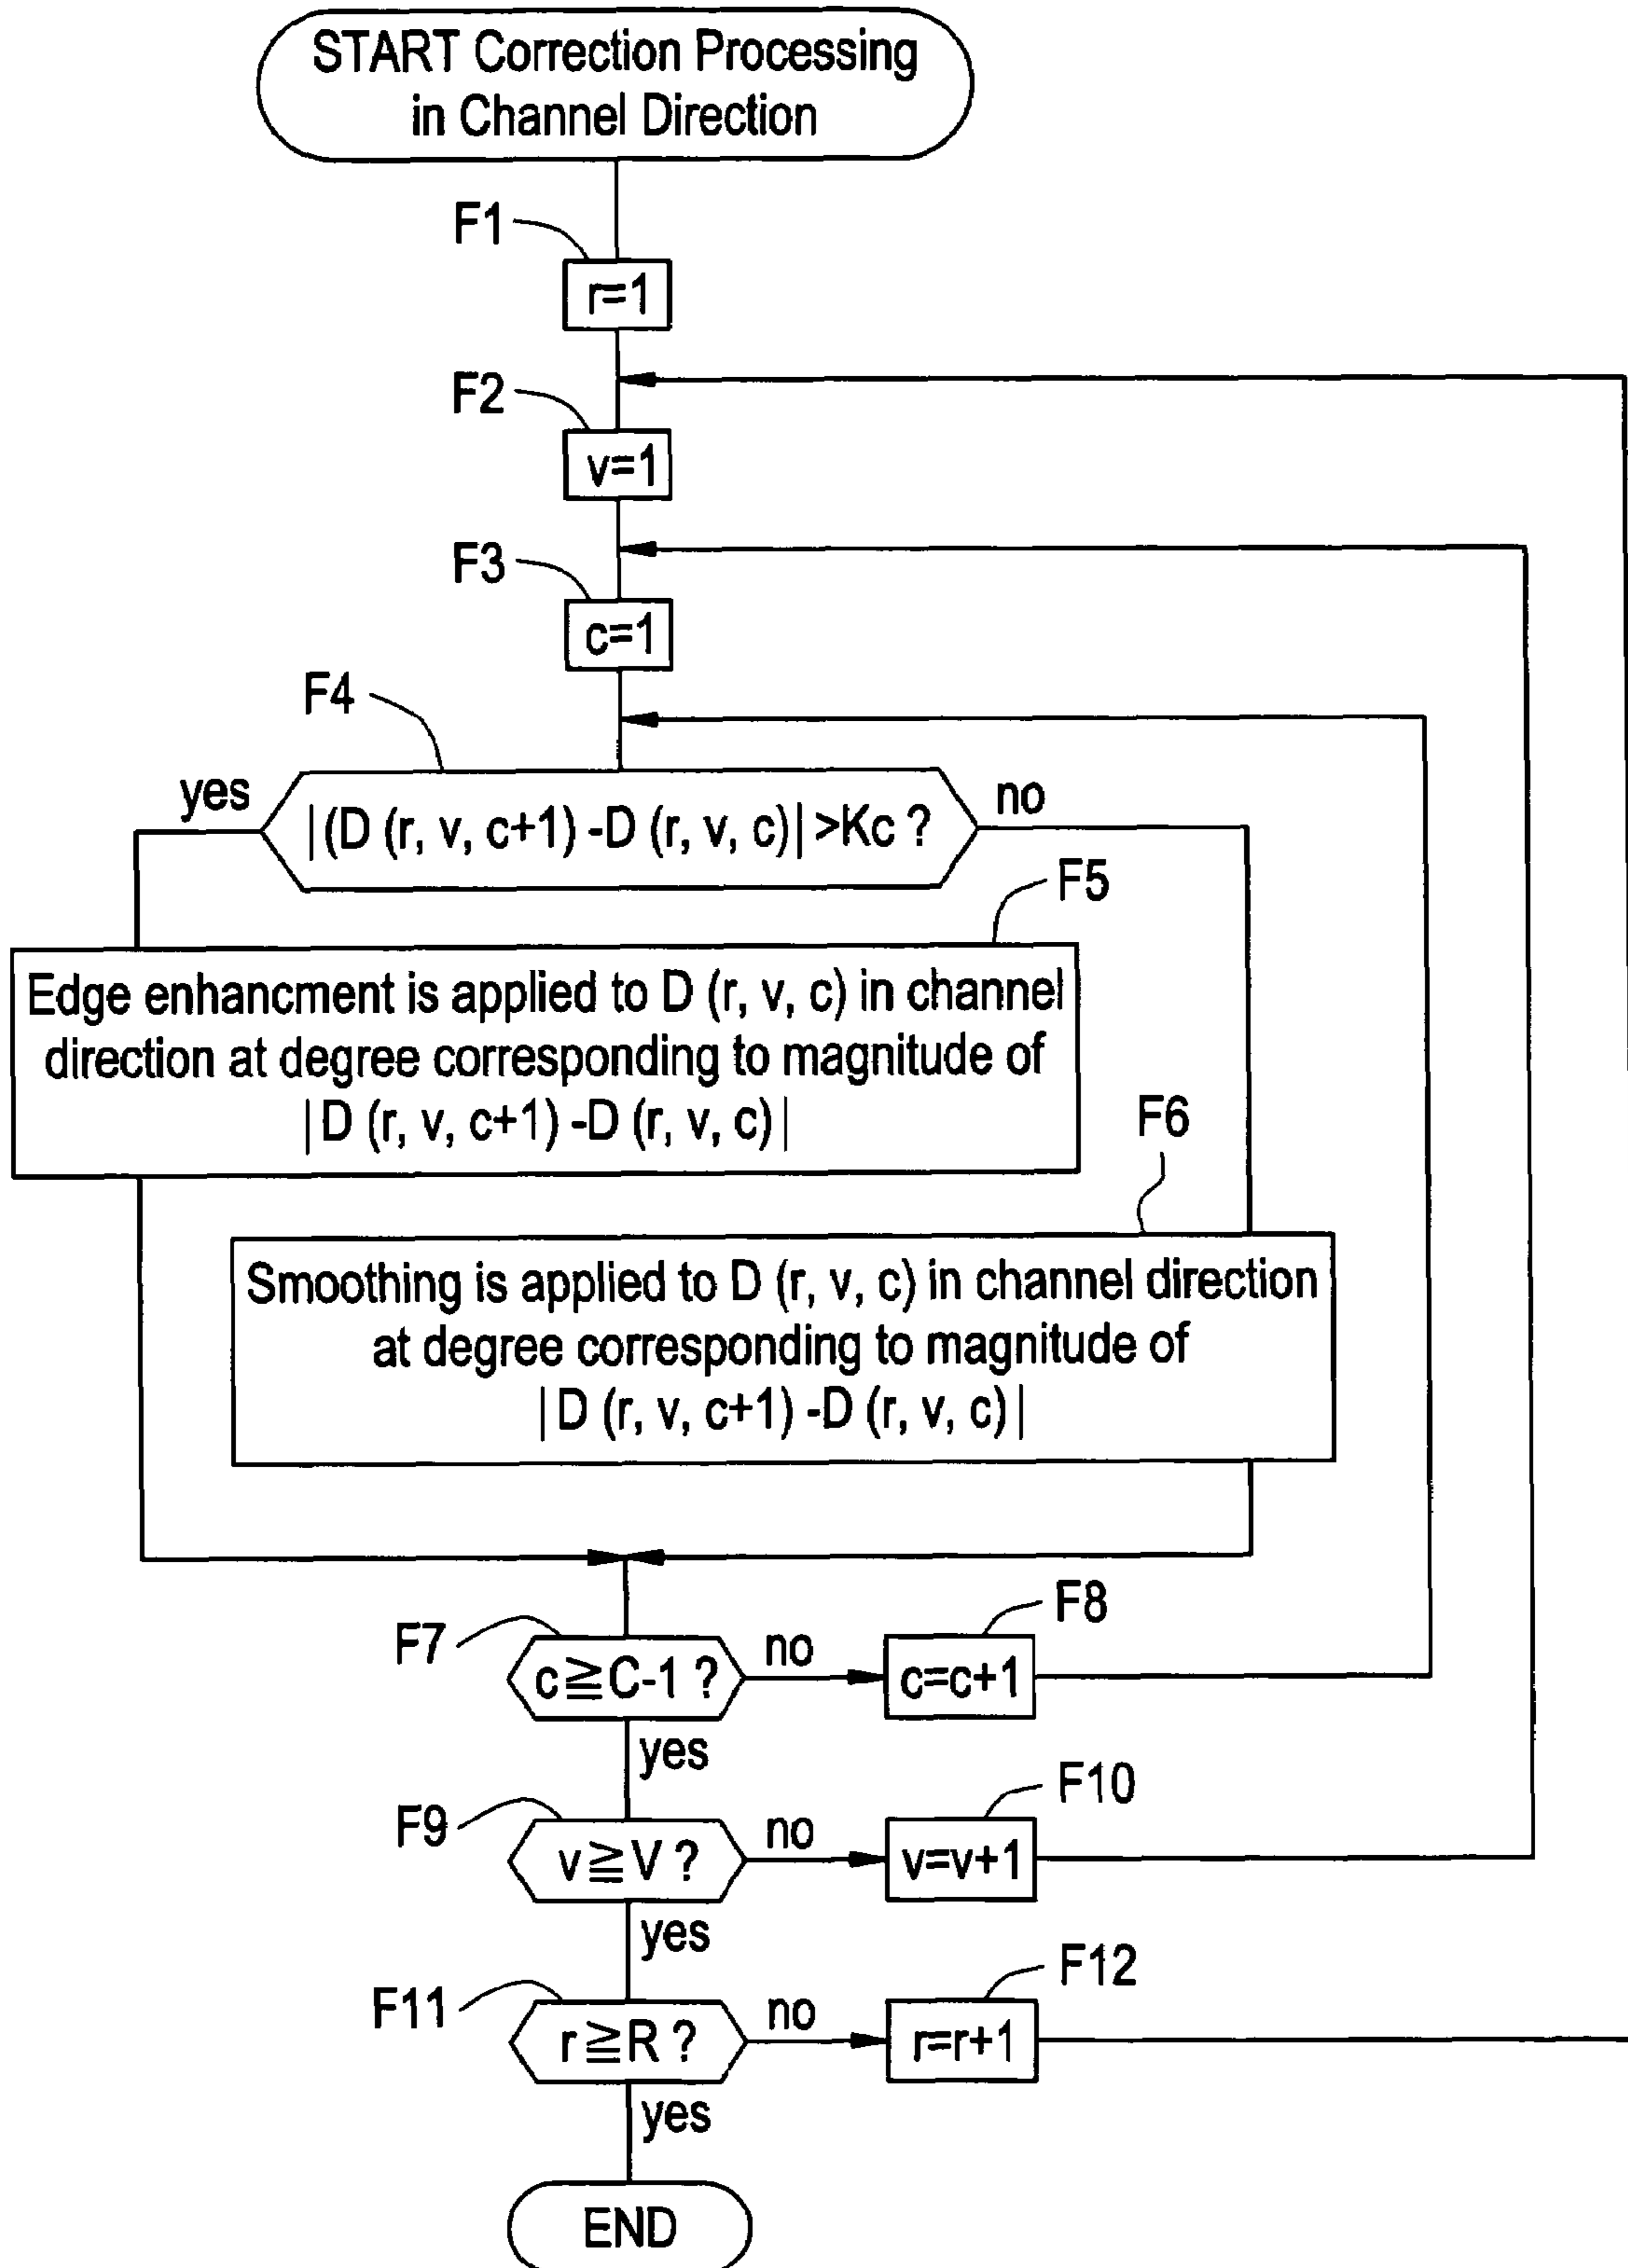 START Correction Processing
in Channel Direction
F1
r=1
F2
v=1
F3
c=1
F4
yes
|(D (r, v, c+1) -D (r, v, c)| >Kc ?
no
F5
Edge enhancment is applied to D (r, v, c) in channel
direction at degree corresponding to magnitude of
|D (r, v, c+1) -D (r, v, c)|
F6
Smoothing is applied to D (r, v, c) in channel direction
at degree corresponding to magnitude of
|D (r, v, c+1) -D (r, v, c)|
F7
c≧C-1 ?
no
F8
c=c+1
yes
F9
v≧V ?
no
F10
v=v+1
yes
F11
r≧R ?
no
F12
r=r+1
yes
END